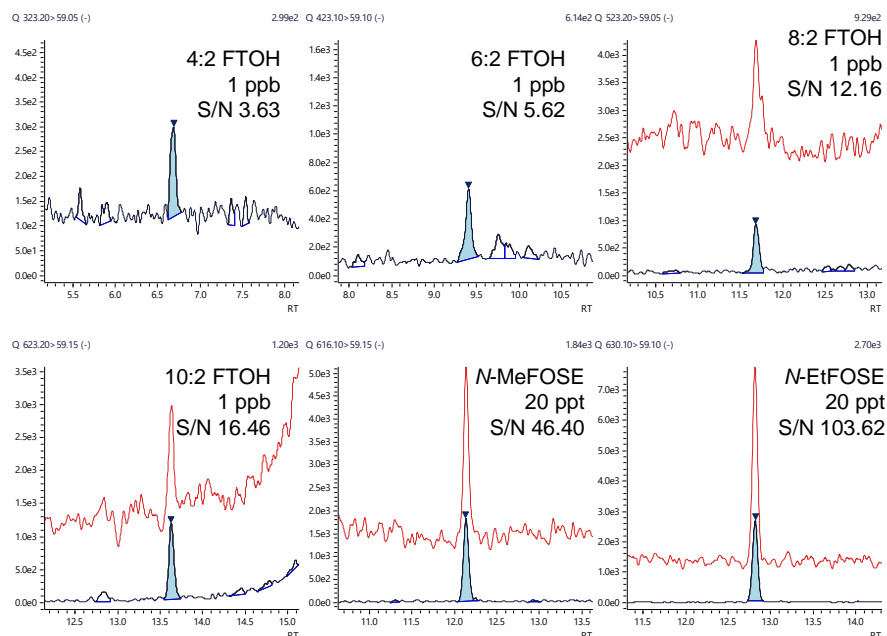 Q 323.20>59.05 (-) 2.99e2
4:2 FTOH
1 ppb
S/N 3.63
4.5e2
4.0e2
3.5e2
3.0e2
2.5e2
2.0e2
1.5e2
1.0e2
5.0e1
0.0e0
5.5 6.0 6.5 7.0 7.5 8.0
RT
Q 423.10>59.10 (-) 6.14e2
6:2 FTOH
1 ppb
S/N 5.62
1.6e3
1.4e3
1.2e3
1.0e3
8.0e2
6.0e2
4.0e2
2.0e2
0.0e0
8.0 8.5 9.0 9.5 10.0 10.5
RT
Q 523.20>59.05 (-) 9.29e2
8:2 FTOH
1 ppb
S/N 12.16
4.0e3
3.5e3
3.0e3
2.5e3
2.0e3
1.5e3
1.0e3
5.0e2
0.0e0
10.5 11.0 11.5 12.0 12.5 13.0
RT
Q 623.20>59.15 (-) 1.20e3
10:2 FTOH
1 ppb
S/N 16.46
3.5e3
3.0e3
2.5e3
2.0e3
1.5e3
1.0e3
5.0e2
0.0e0
12.5 13.0 13.5 14.0 14.5 15.0
RT
Q 616.10>59.15 (-) 1.84e3
N-MeFOSE
20 ppt
S/N 46.40
5.0e3
4.5e3
4.0e3
3.5e3
3.0e3
2.5e3
2.0e3
1.5e3
1.0e3
5.0e2
0.0e0
11.0 11.5 12.0 12.5 13.0 13.5
RT
Q 630.10>59.10 (-) 2.70e3
N-EtFOSE
20 ppt
S/N 103.62
7.0e3
6.0e3
5.0e3
4.0e3
3.0e3
2.0e3
1.0e3
0.0e0
11.5 12.0 12.5 13.0 13.5 14.0
RT